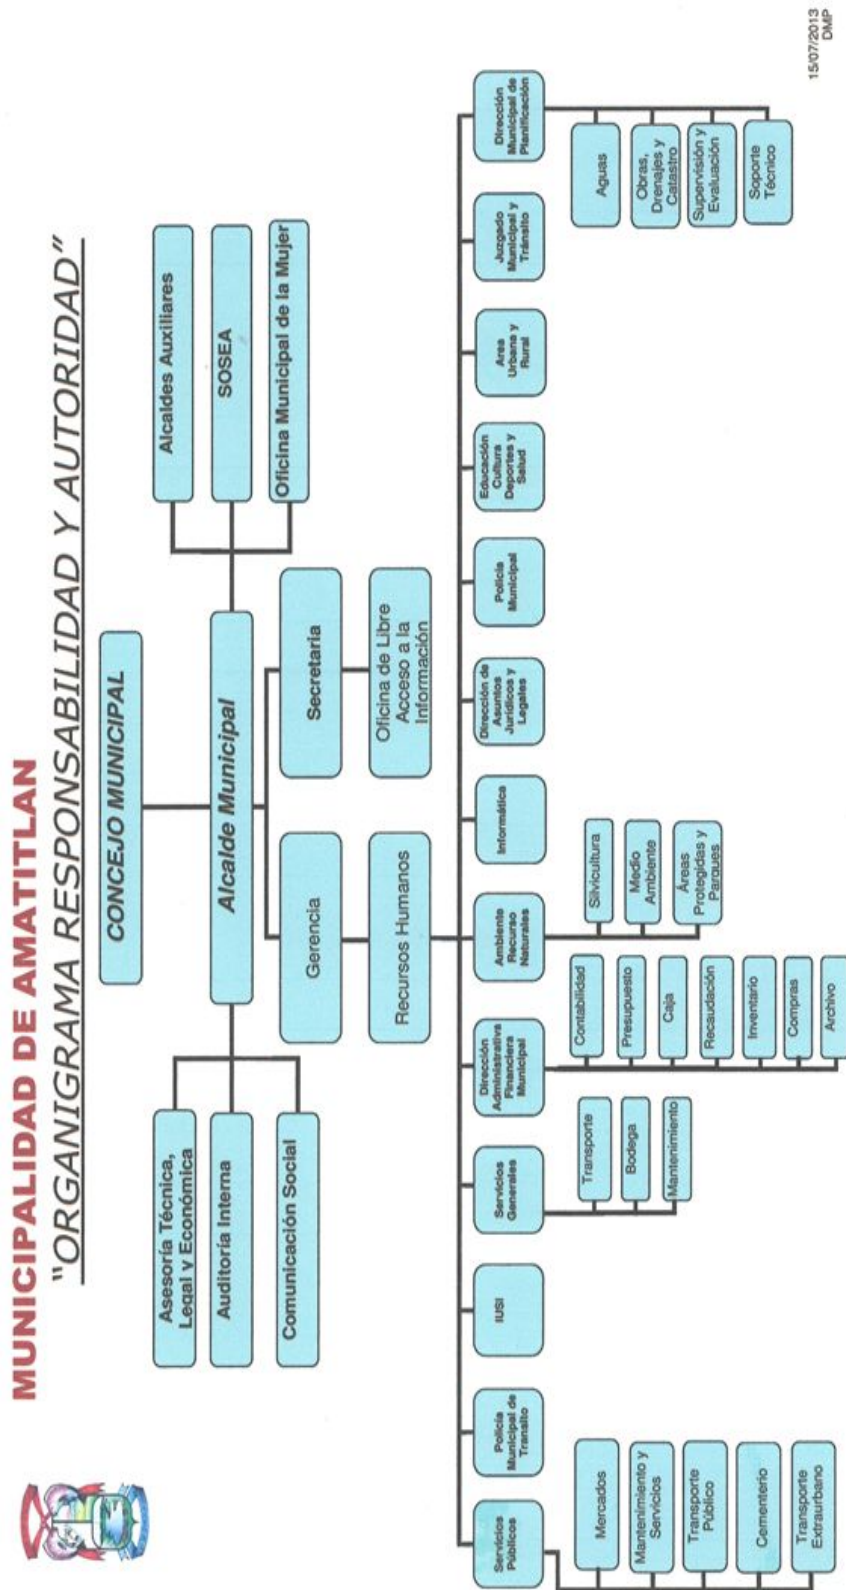 MUNICIPALIDAD DE AMATITLAN
"ORGANIGRAMA RESPONSABILIDAD Y AUTORIDAD"
CONCEJO MUNICIPAL
Alcalde Municipal
Asesoría Técnica,
Legal y Económica
Auditoría Interna
Comunicación Social
Alcaldes Auxiliares
SOSEA
Oficina Municipal de la Mujer
Gerencia
Secretaria
Recursos Humanos
Oficina de Libre
Acceso a la
Información
Servicios
Públicos
Policía
Municipal de
Transito
IUSI
Servicios
Generales
Dirección
Administrativa
Financiera
Municipal
Ambiente
Recurso
Naturales
Informática
Dirección de
Asuntos
Jurídicos y
Legales
Policía
Municipal
Educación
Cultura
Deportes y
Salud
Area
Urbana y
Rural
Juzgado
Municipal y
Tránsito
Dirección
Municipal de
Planificación
Mercados
Mantenimiento y
Servicios
Transporte
Público
Cementerio
Transporte
Extraurbano
Transporte
Bodega
Mantenimiento
Contabilidad
Presupuesto
Caja
Recaudación
Inventario
Compras
Archivo
Silvicultura
Medio
Ambiente
Áreas
Protegidas y
Parques
Aguas
Obras,
Drenajes y
Catastro
Supervisión y
Evaluación
Soporte
Técnico
15/07/2013
DMP